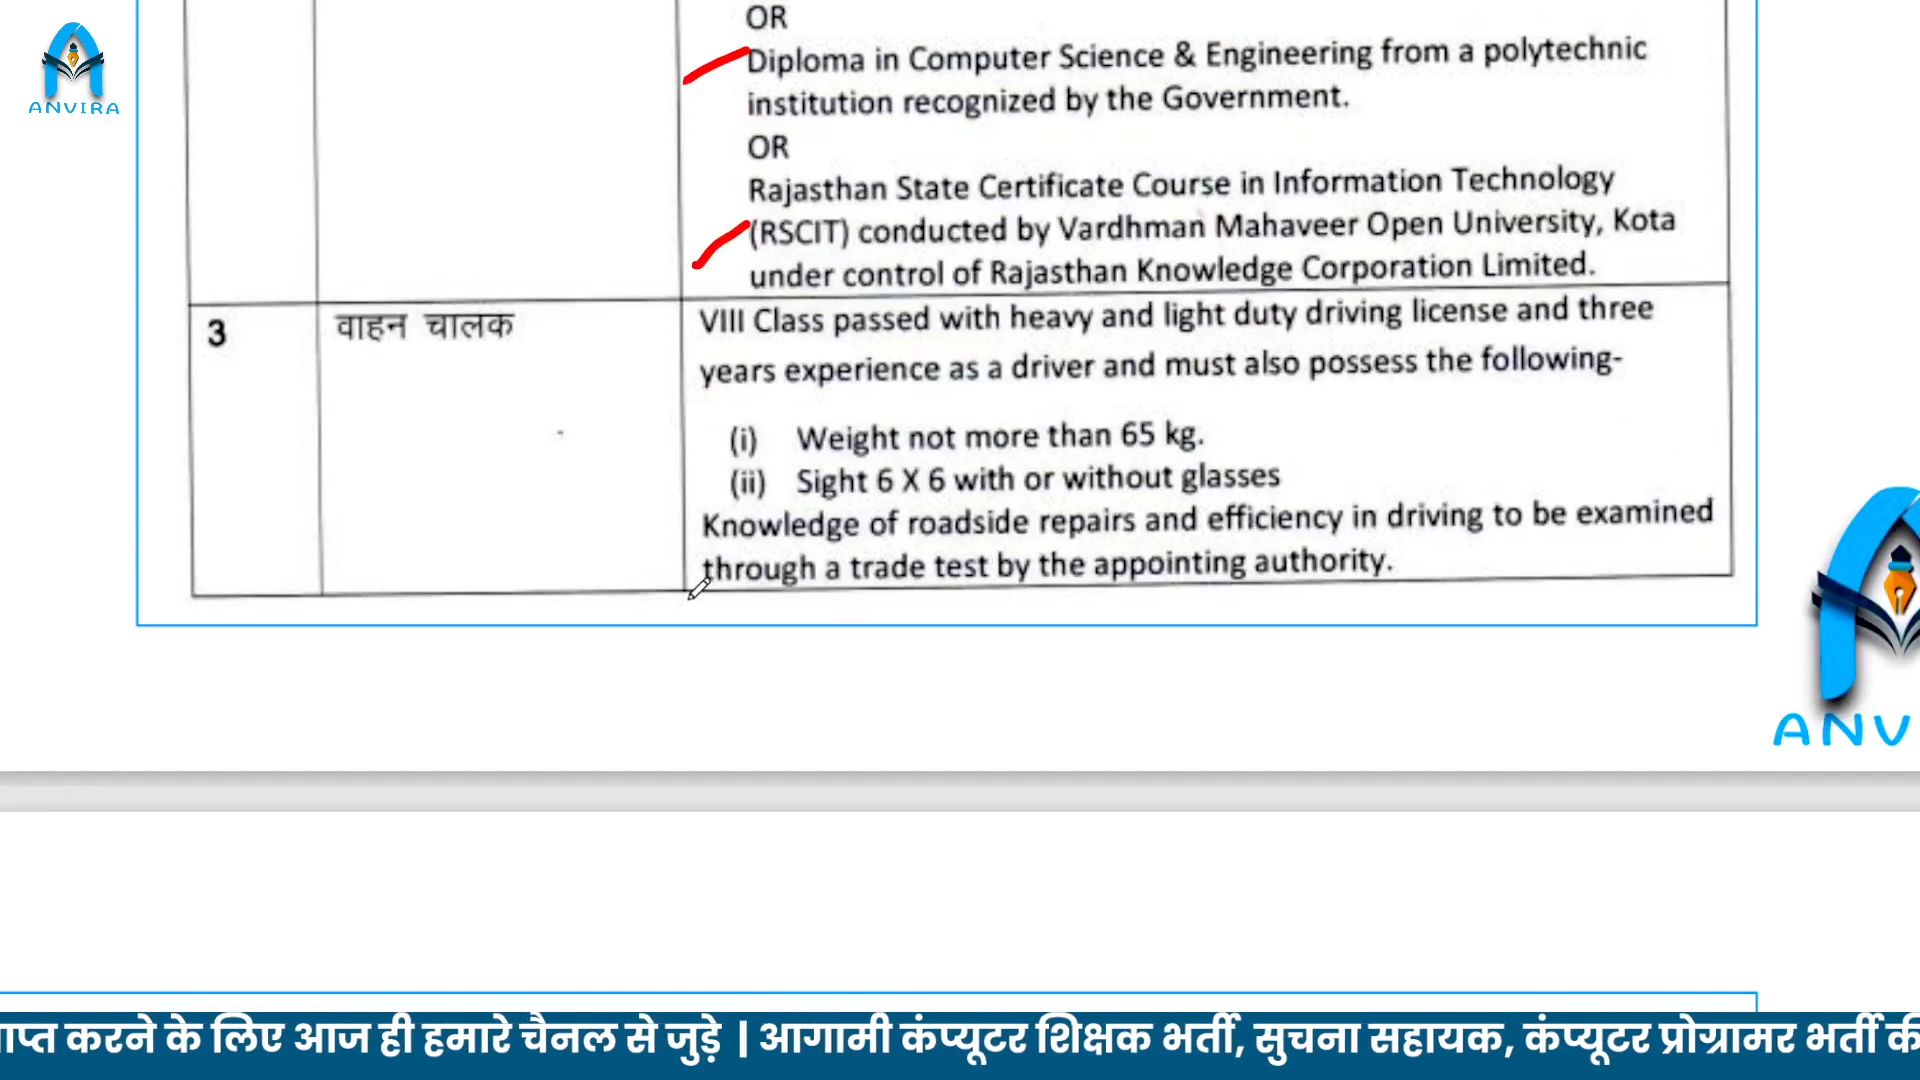 ANVIRA
OR
Diploma in Computer Science & Engineering from a polytechnic
institution recognized by the Government.
OR
Rajasthan State Certificate Course in Information Technology
(RSCIT) conducted by Vardhman Mahaveer Open University, Kota
under control of Rajasthan Knowledge Corporation Limited.
3
वाहन चालक
VIII Class passed with heavy and light duty driving license and three
years experience as a driver and must also possess the following-
(i) Weight not more than 65 kg.
(ii) Sight 6 X 6 with or without glasses
Knowledge of roadside repairs and efficiency in driving to be examined
through a trade test by the appointing authority.
ANV
करने के लिए आज ही हमारे चैनल से जुड़े | आगामी कंप्यूटर शिक्षक भर्ती, सुचना सहायक, कंप्यूटर प्रोग्रामर भर्ती की